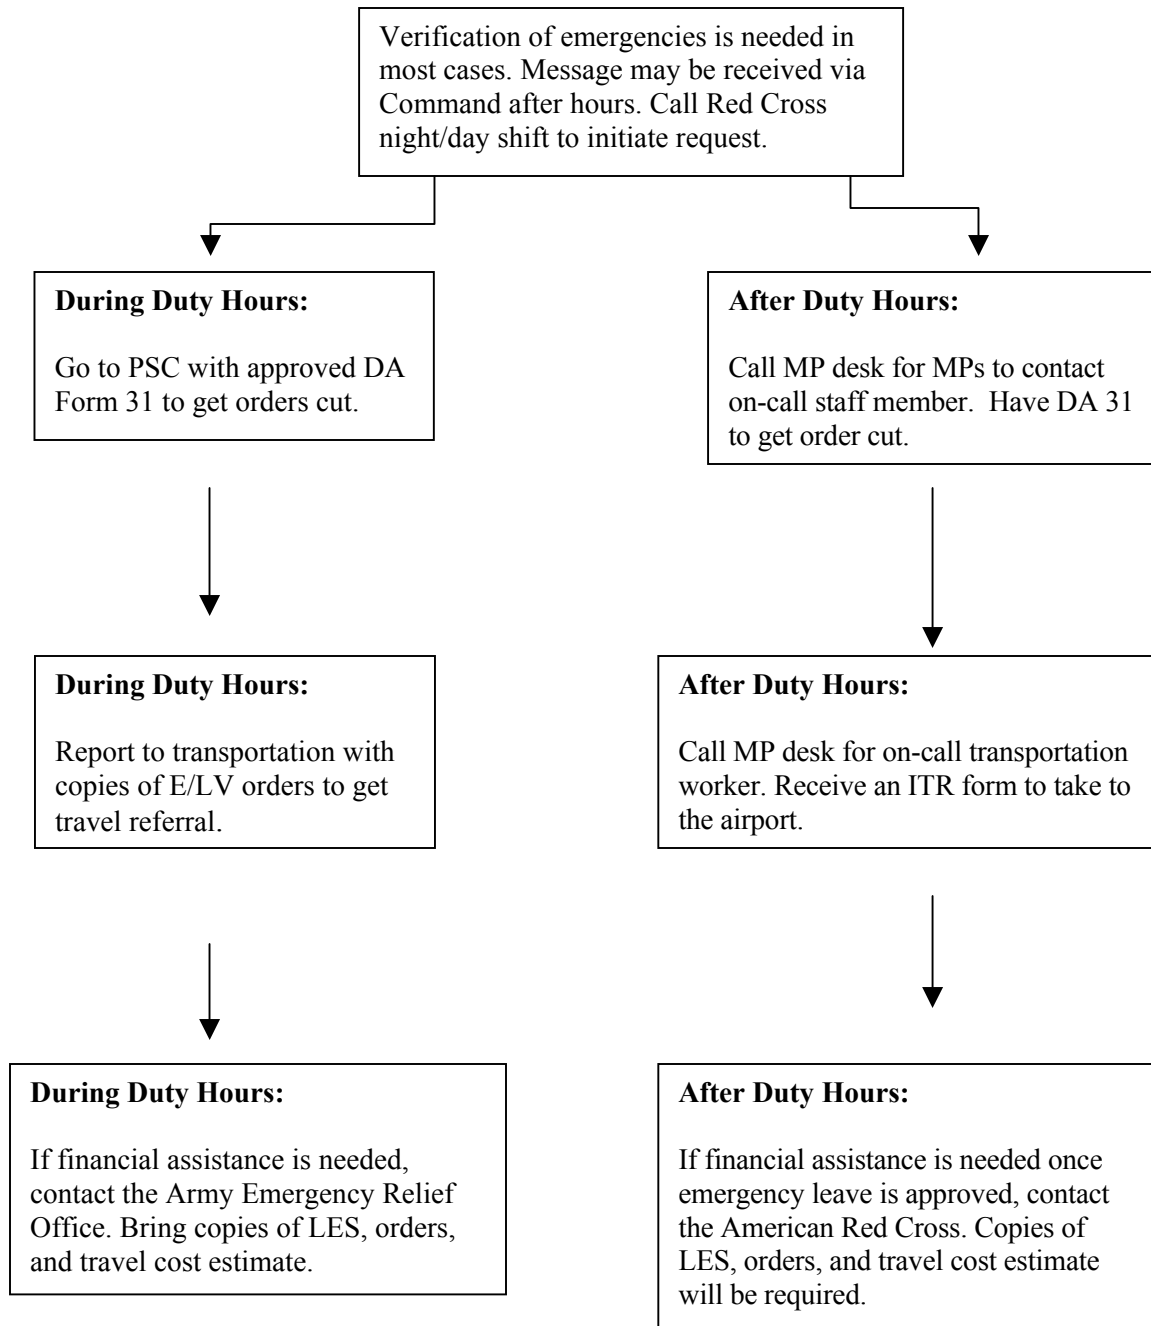 Verification of emergencies is needed in
most cases. Message may be received via
Command after hours. Call Red Cross
night/day shift to initiate request.
During Duty Hours:
Go to PSC with approved DA
Form 31 to get orders cut.
After Duty Hours:
Call MP desk for MPs to contact
on-call staff member.  Have DA 31
to get order cut.
During Duty Hours:
Report to transportation with
copies of E/LV orders to get
travel referral.
After Duty Hours:
Call MP desk for on-call transportation
worker. Receive an ITR form to take to
the airport.
During Duty Hours:
If financial assistance is needed,
contact the Army Emergency Relief
Office. Bring copies of LES, orders,
and travel cost estimate.
After Duty Hours:
If financial assistance is needed once
emergency leave is approved, contact
the American Red Cross. Copies of
LES, orders, and travel cost estimate
will be required.